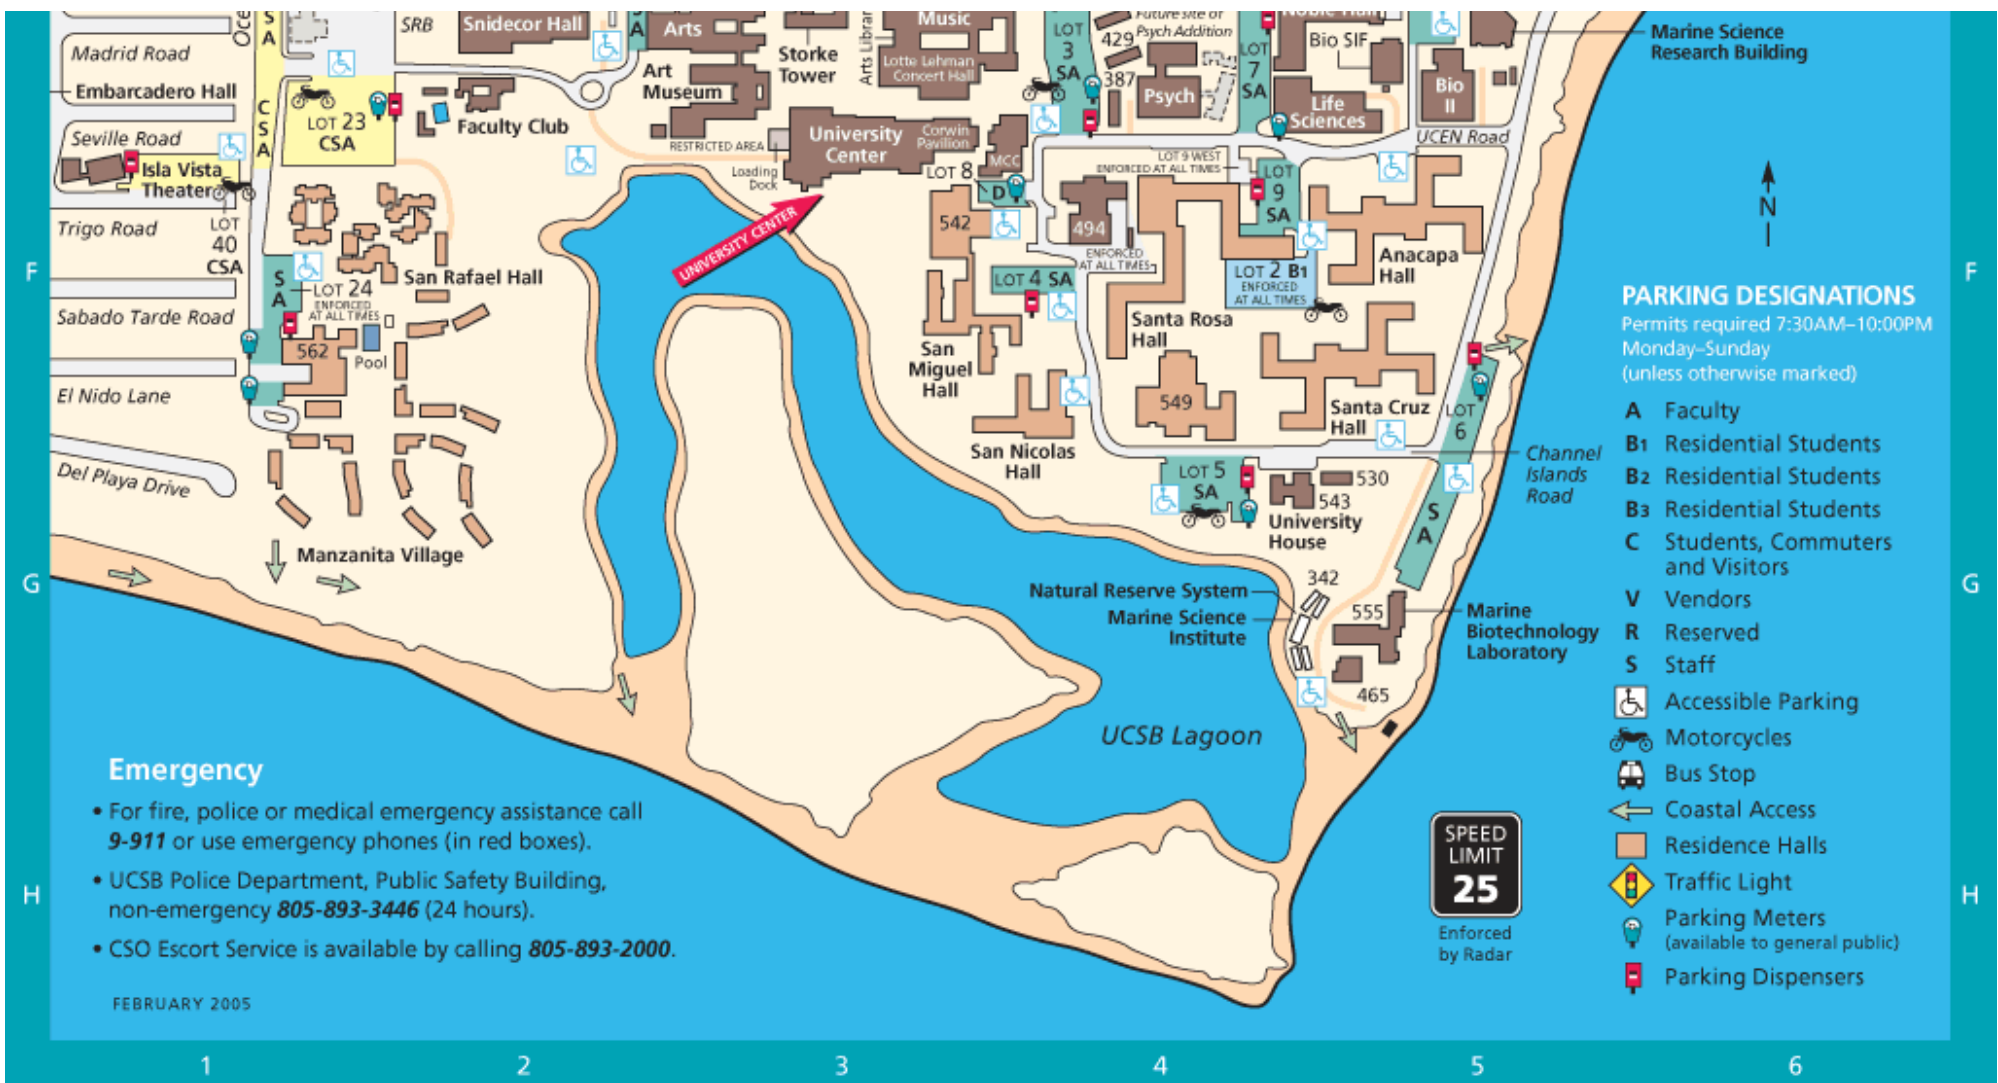 Oce
SA
SRB
Snidecor Hall
SA
Arts
Storke
Tower
Arts Librar
Music
Lotte Lehman
Concert Hall
LOT
3
SA
429
Future site of
Psych Addition
387
Psych
LOT
7
SA
Noble Hall
Bio SIF
Life
Sciences
Bio
II
Marine Science
Research Building
Madrid Road
Embarcadero Hall
Seville Road
Isla Vista
Theater
Trigo Road
LOT
40
CSA
C
S
A
LOT 23
CSA
Faculty Club
Art
Museum
RESTRICTED AREA
Loading
Dock
University
Center
Corwin
Pavilion
MCC
LOT 8
D
UNIVERSITY CENTER
542
494
ENFORCED
AT ALL TIMES
LOT 9 WEST
ENFORCED AT ALL TIMES
LOT
9
SA
UCEN Road
N
F
F
S
A
LOT 24
ENFORCED
AT ALL TIMES
San Rafael Hall
Sabado Tarde Road
562
Pool
El Nido Lane
Del Playa Drive
Manzanita Village
LOT 4 SA
San
Miguel
Hall
San Nicolas
Hall
Santa Rosa
Hall
LOT 2 B1
ENFORCED
AT ALL TIMES
Anacapa
Hall
549
Santa Cruz
Hall
LOT
6
S
A
Channel
Islands
Road
LOT 5
SA
530
543
University
House
G
G
Natural Reserve System
Marine Science
Institute
342
555
465
Marine
Biotechnology
Laboratory
UCSB Lagoon
PARKING DESIGNATIONS
Permits required 7:30AM–10:00PM
Monday–Sunday
(unless otherwise marked)
A Faculty
B1 Residential Students
B2 Residential Students
B3 Residential Students
C Students, Commuters
and Visitors
V Vendors
R Reserved
S Staff
Accessible Parking
Motorcycles
Bus Stop
Coastal Access
Residence Halls
Traffic Light
Parking Meters
(available to general public)
Parking Dispensers
Emergency
• For fire, police or medical emergency assistance call
9-911 or use emergency phones (in red boxes).
• UCSB Police Department, Public Safety Building,
non-emergency 805-893-3446 (24 hours).
• CSO Escort Service is available by calling 805-893-2000.
FEBRUARY 2005
SPEED
LIMIT
25
Enforced
by Radar
H
H
1 2 3 4 5 6